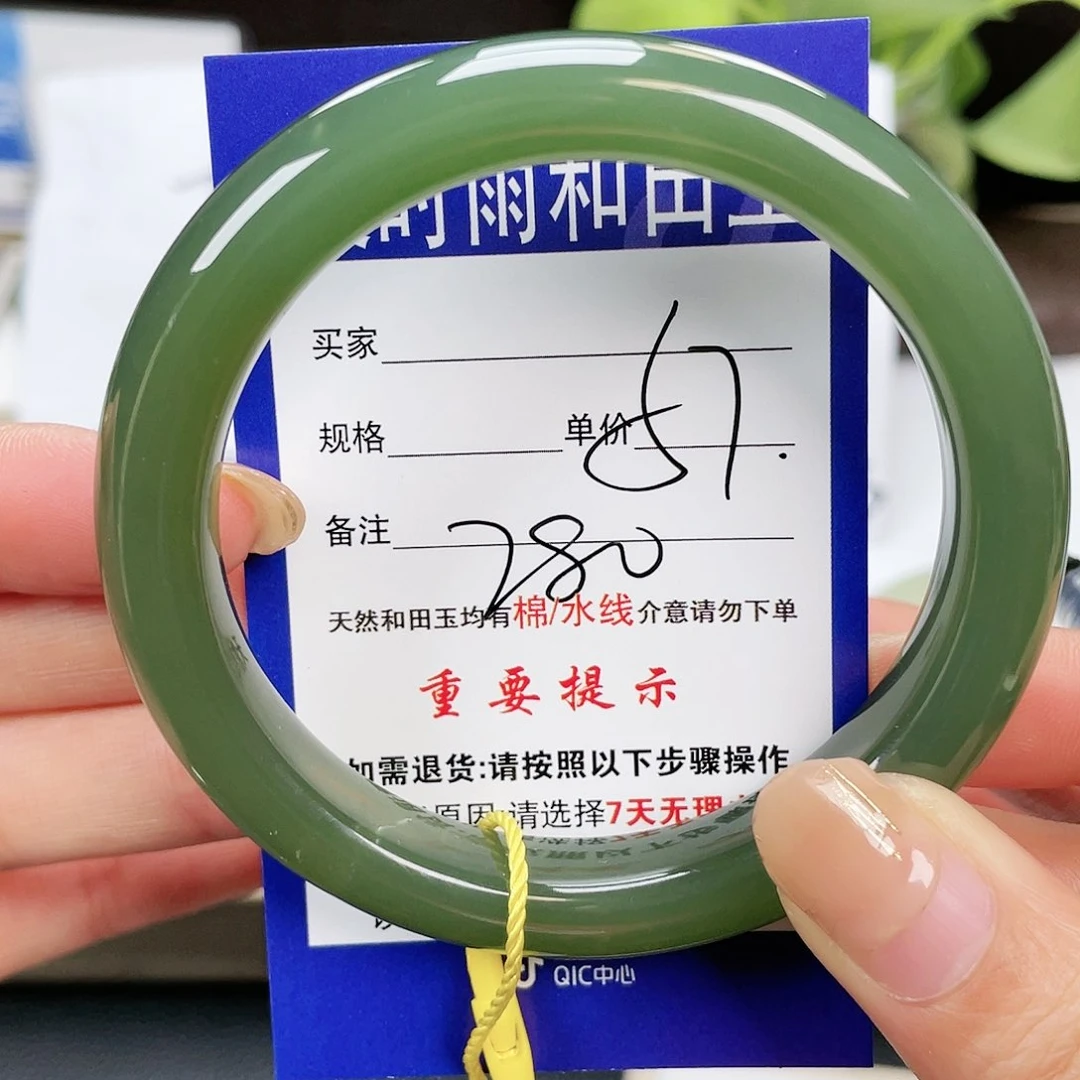 时雨和田玉
买家
规格 单价 57.
备注 280
天然和田玉均有棉/水线介意请勿下单
重要提示
如需退货:请按照以下步骤操作
原因 请选择7天无理
QIC中心